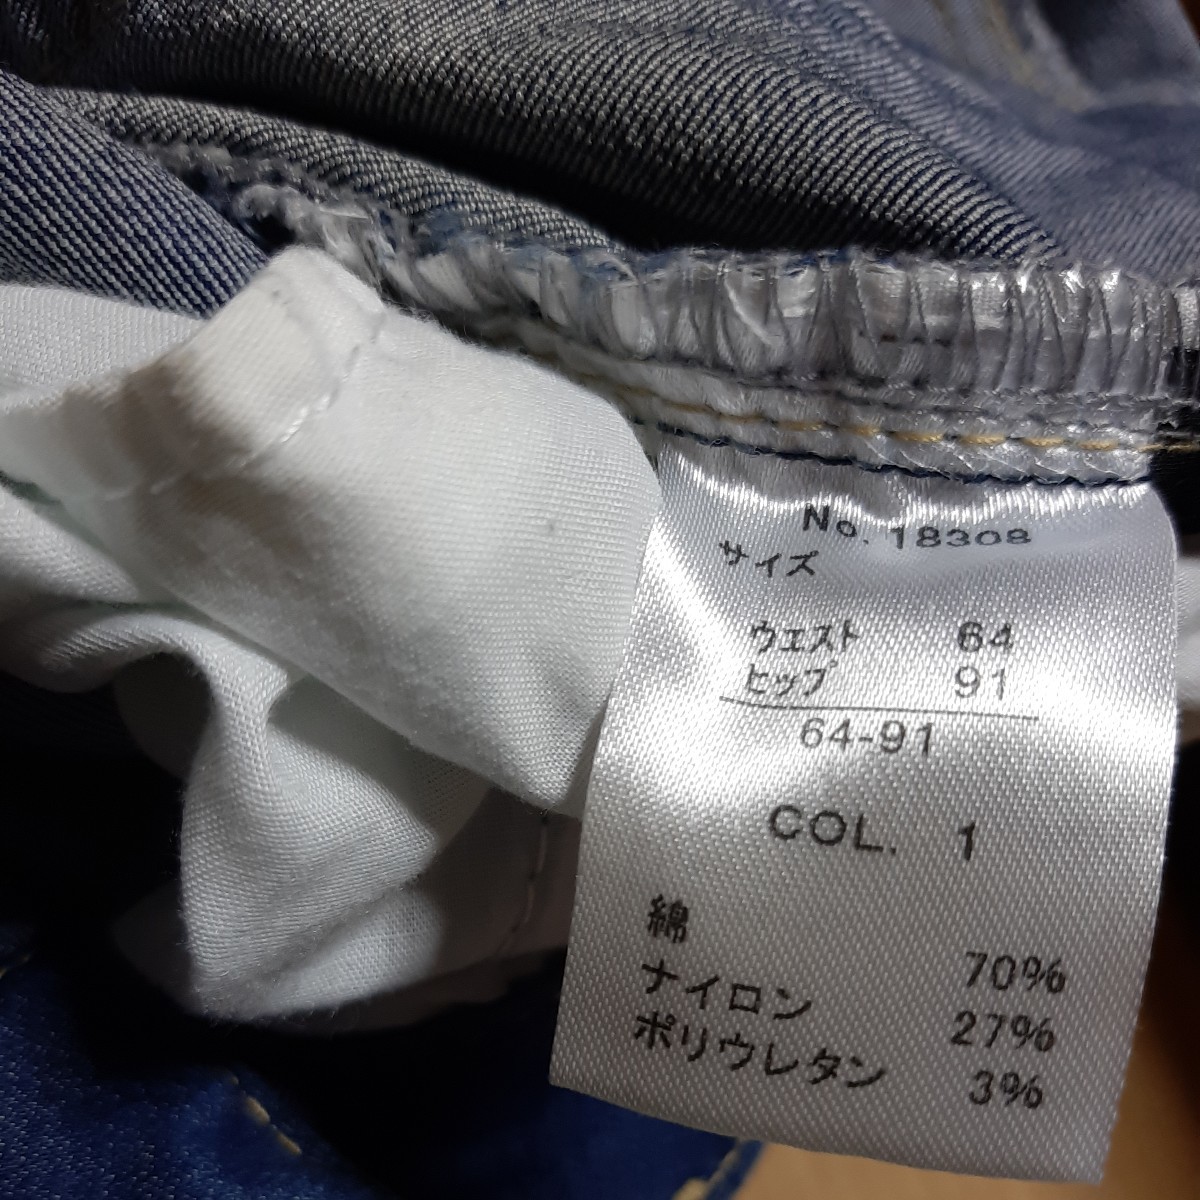 No. 18308
サイズ
ウエスト 64
ヒップ 91
64-91
COL. 1
綿 70%
ナイロン 27%
ポリウレタン 3%